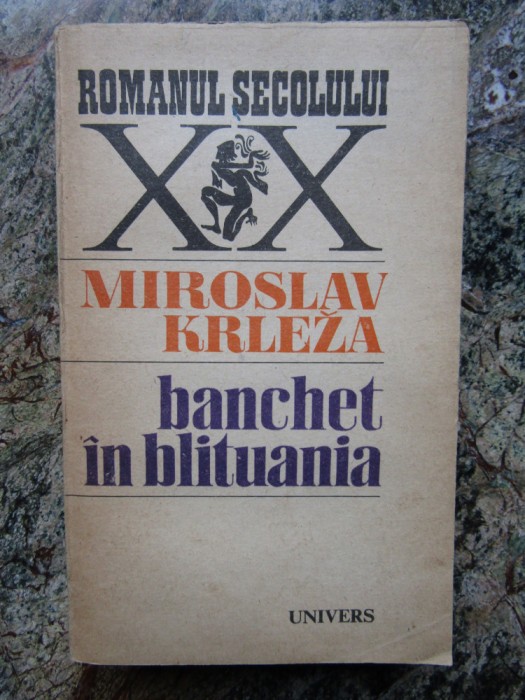 ROMANUL SECOLULUI
XX
MIROSLAV
KRLEŽA
banchet
în blituania
UNIVERS